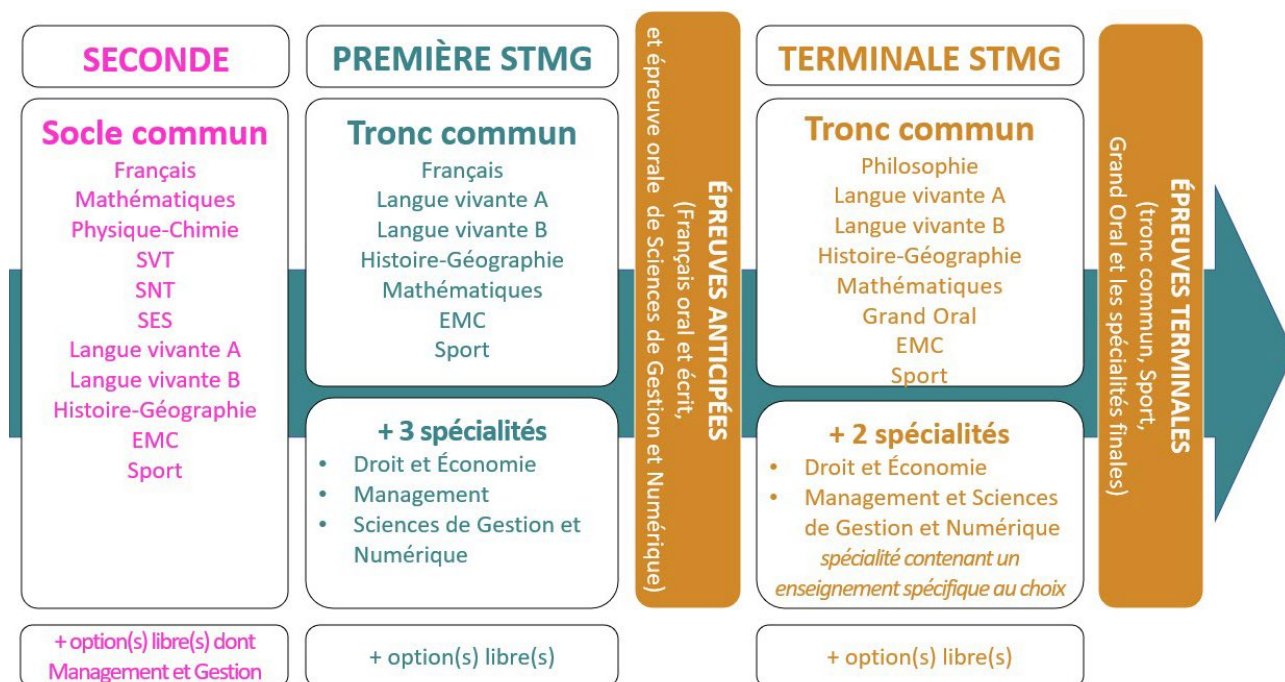 SECONDE
Socle commun
Français
Mathématiques
Physique-Chimie
SVT
SNT
SES
Langue vivante A
Langue vivante B
Histoire-Géographie
EMC
Sport
+ option(s) libre(s) dont
Management et Gestion
PREMIÈRE STMG
Tronc commun
Français
Langue vivante A
Langue vivante B
Histoire-Géographie
Mathématiques
EMC
Sport
+ 3 spécialités
• Droit et Économie
• Management
• Sciences de Gestion et
Numérique
+ option(s) libre(s)
ÉPREUVES ANTICIPÉES
(Français oral et écrit,
et épreuve orale de Sciences de Gestion et Numérique)
TERMINALE STMG
Tronc commun
Philosophie
Langue vivante A
Langue vivante B
Histoire-Géographie
Mathématiques
Grand Oral
EMC
Sport
+ 2 spécialités
• Droit et Économie
• Management et Sciences
de Gestion et Numérique
spécialité contenant un
enseignement spécifique au choix
+ option(s) libre(s)
ÉPREUVES TERMINALES
(tronc commun, Sport,
Grand Oral et les spécialités finales)